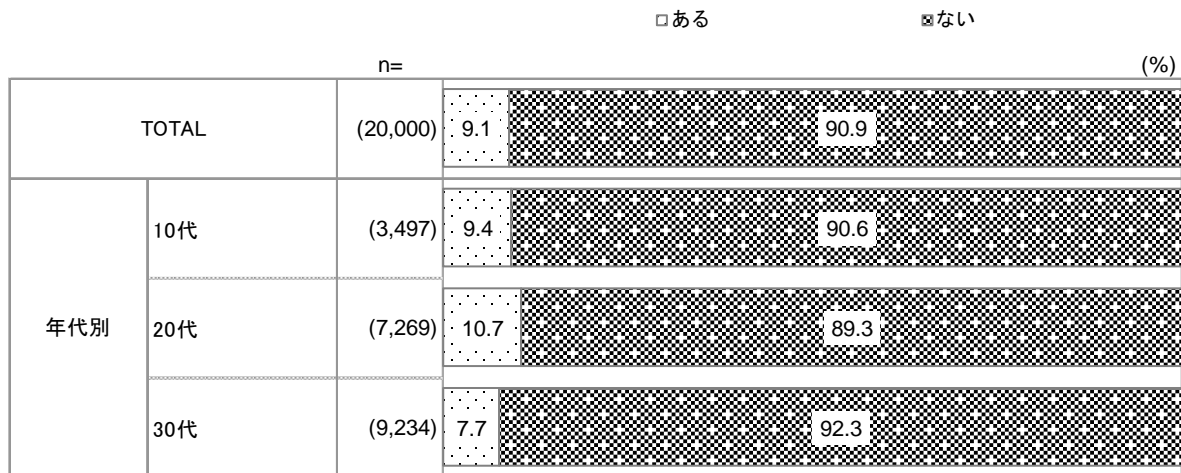 ある ない
n= (%)
TOTAL (20,000) 9.1 90.9
年代別
10代 (3,497) 9.4 90.6
20代 (7,269) 10.7 89.3
30代 (9,234) 7.7 92.3